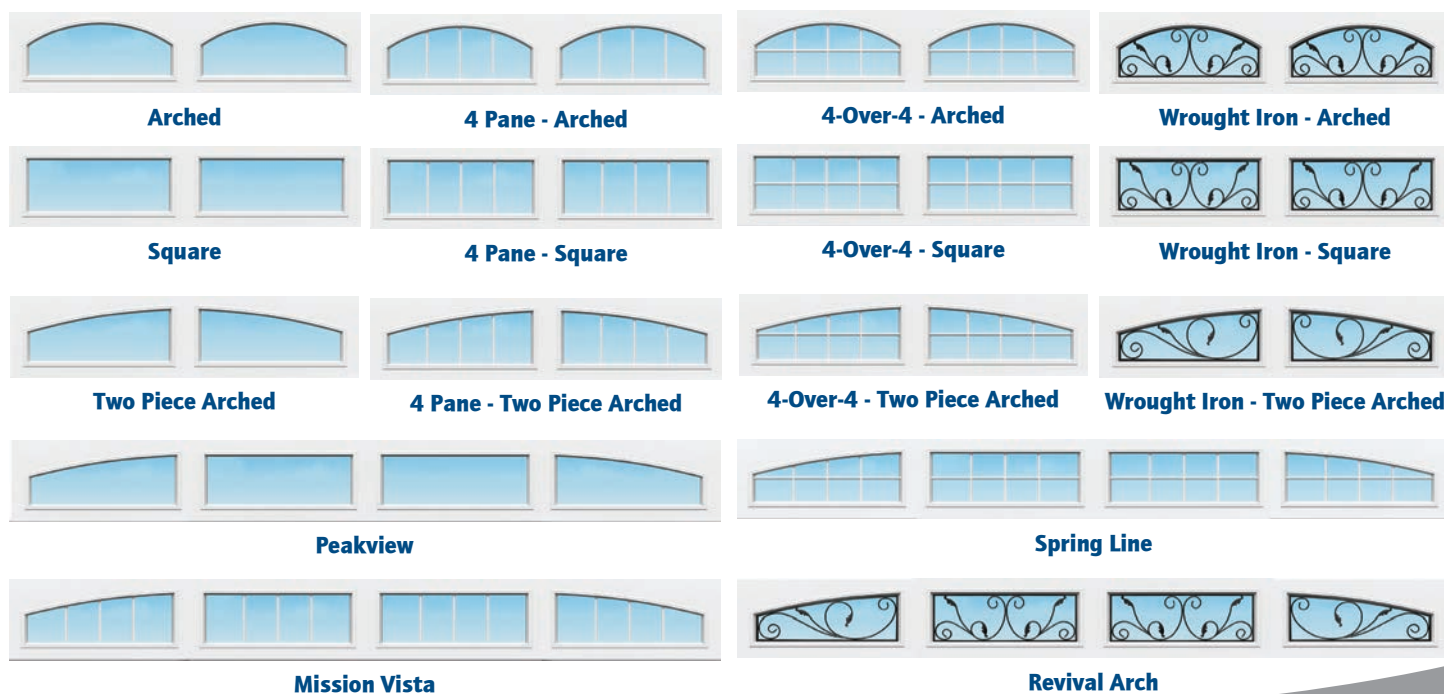 Arched
4 Pane - Arched
4-Over-4 - Arched
Wrought Iron - Arched
Square
4 Pane - Square
4-Over-4 - Square
Wrought Iron - Square
Two Piece Arched
4 Pane - Two Piece Arched
4-Over-4 - Two Piece Arched
Wrought Iron - Two Piece Arched
Peakview
Spring Line
Mission Vista
Revival Arch